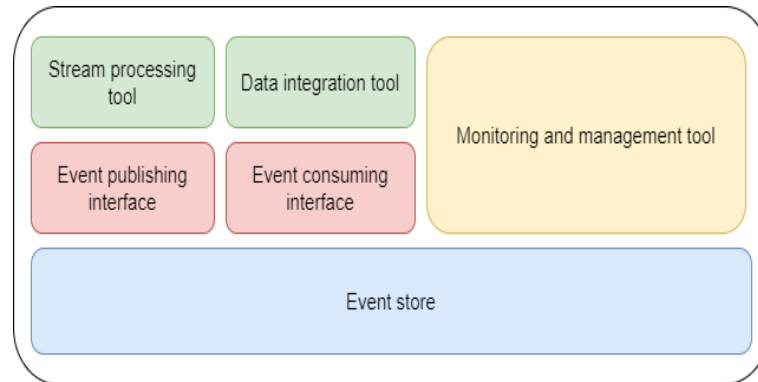 Stream processing
tool
Data integration tool
Monitoring and management tool
Event publishing
interface
Event consuming
interface
Event store